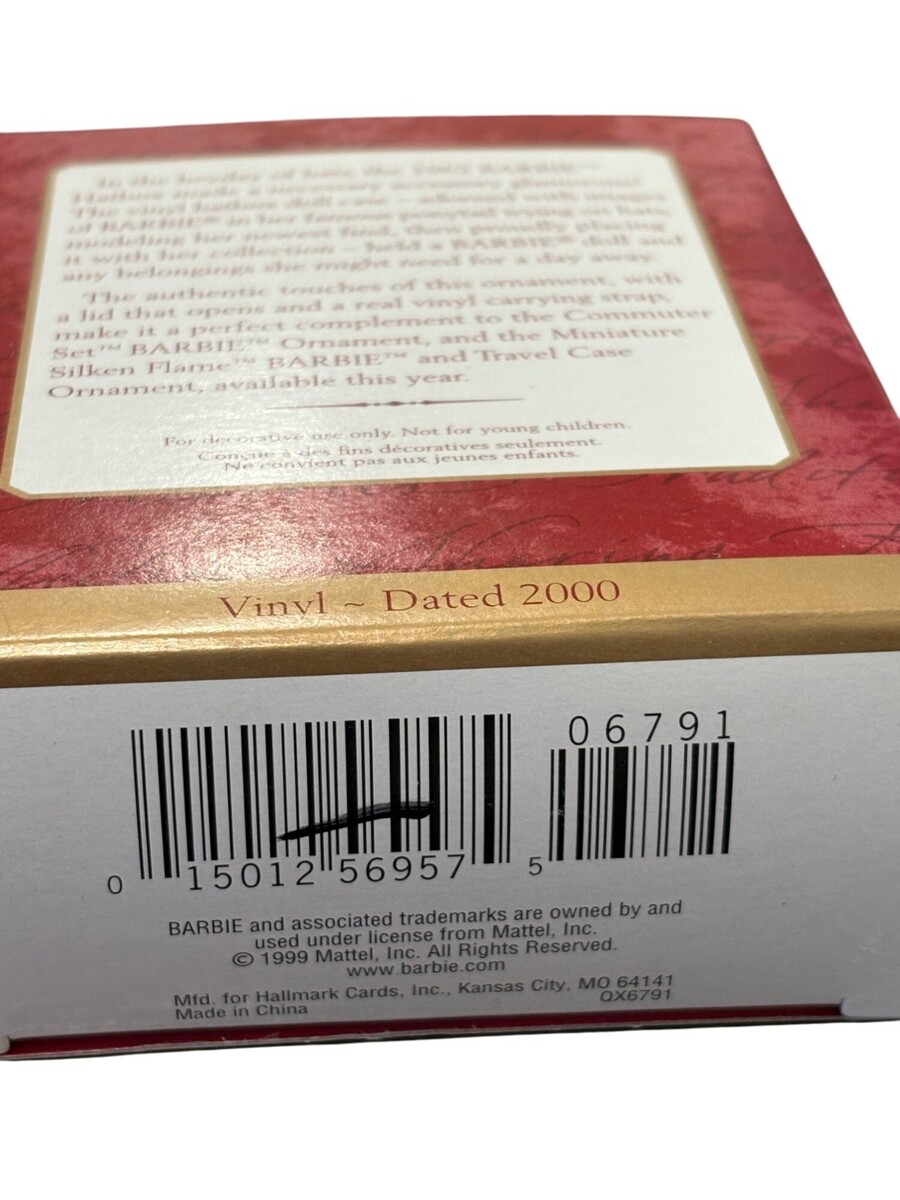 In the heyday of hats, the 1962 BARBIE™
Hatbox made a necessary accessory glamorous!
The vinyl hatbox doll case – adorned with images
of BARBIE® in her famous ponytail trying on hats,
modeling her newest find, then proudly placing
it with her collection – held a BARBIE® doll and
any belongings she might need for a day away.
The authentic touches of this ornament, with
a lid that opens and a real vinyl carrying strap,
make it a perfect complement to the Commuter
Set™ BARBIE™ Ornament, and the Miniature
Silken Flame™ BARBIE™ and Travel Case
Ornament, available this year.
For decorative use only. Not for young children.
Conçue à des fins décoratives seulement.
Ne convient pas aux jeunes enfants.
Vinyl ~ Dated 2000
06791
0 15012 56957 5
BARBIE and associated trademarks are owned by and
used under license from Mattel, Inc.
© 1999 Mattel, Inc. All Rights Reserved.
www.barbie.com
Mfd. for Hallmark Cards, Inc., Kansas City, MO 64141
QX6791
Made in China